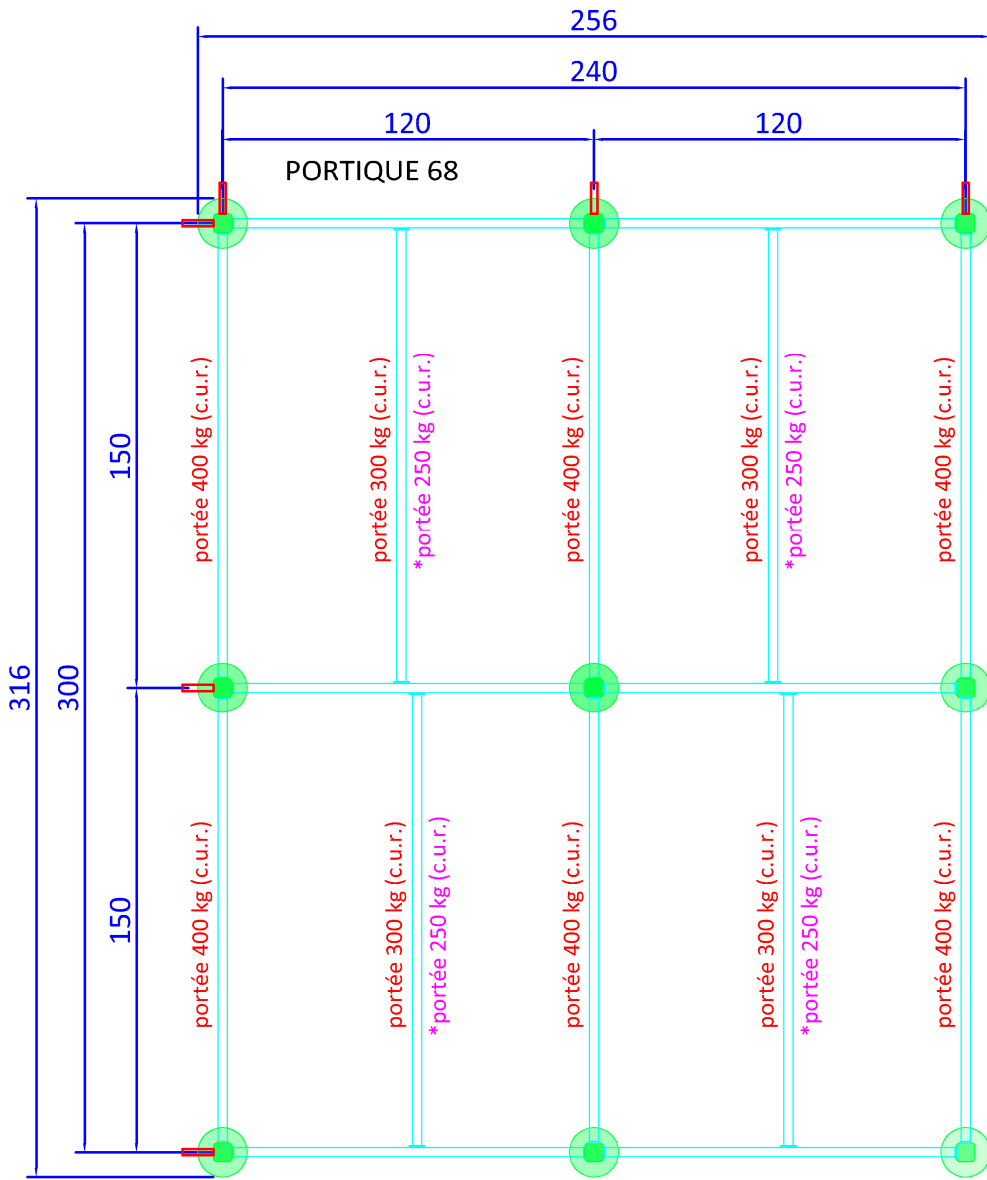 256
240
120
120
PORTIQUE 68
portée 400 kg (c.u.r.)
portée 300 kg (c.u.r.)
*portée 250 kg (c.u.r.)
portée 400 kg (c.u.r.)
portée 300 kg (c.u.r.)
*portée 250 kg (c.u.r.)
portée 400 kg (c.u.r.)
150
316
300
150
portée 400 kg (c.u.r.)
portée 300 kg (c.u.r.)
*portée 250 kg (c.u.r.)
portée 400 kg (c.u.r.)
portée 300 kg (c.u.r.)
*portée 250 kg (c.u.r.)
portée 400 kg (c.u.r.)